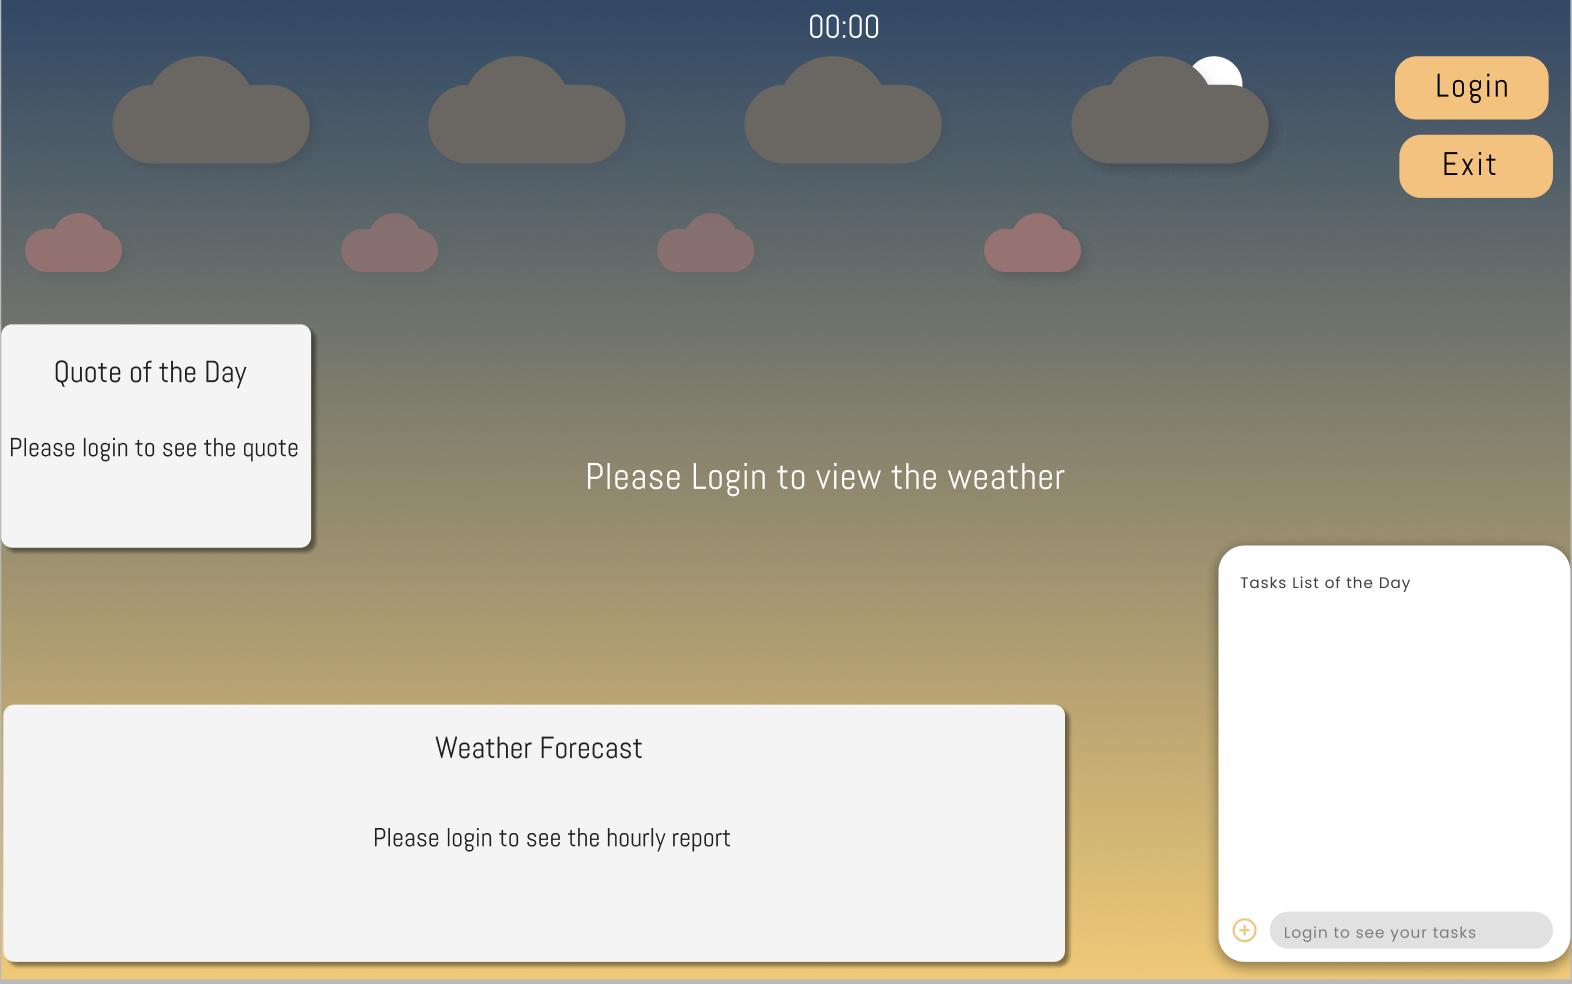 00:00
Login
Exit
Quote of the Day
Please login to see the quote
Please Login to view the weather
Tasks List of the Day
Weather Forecast
Please login to see the hourly report
Login to see your tasks